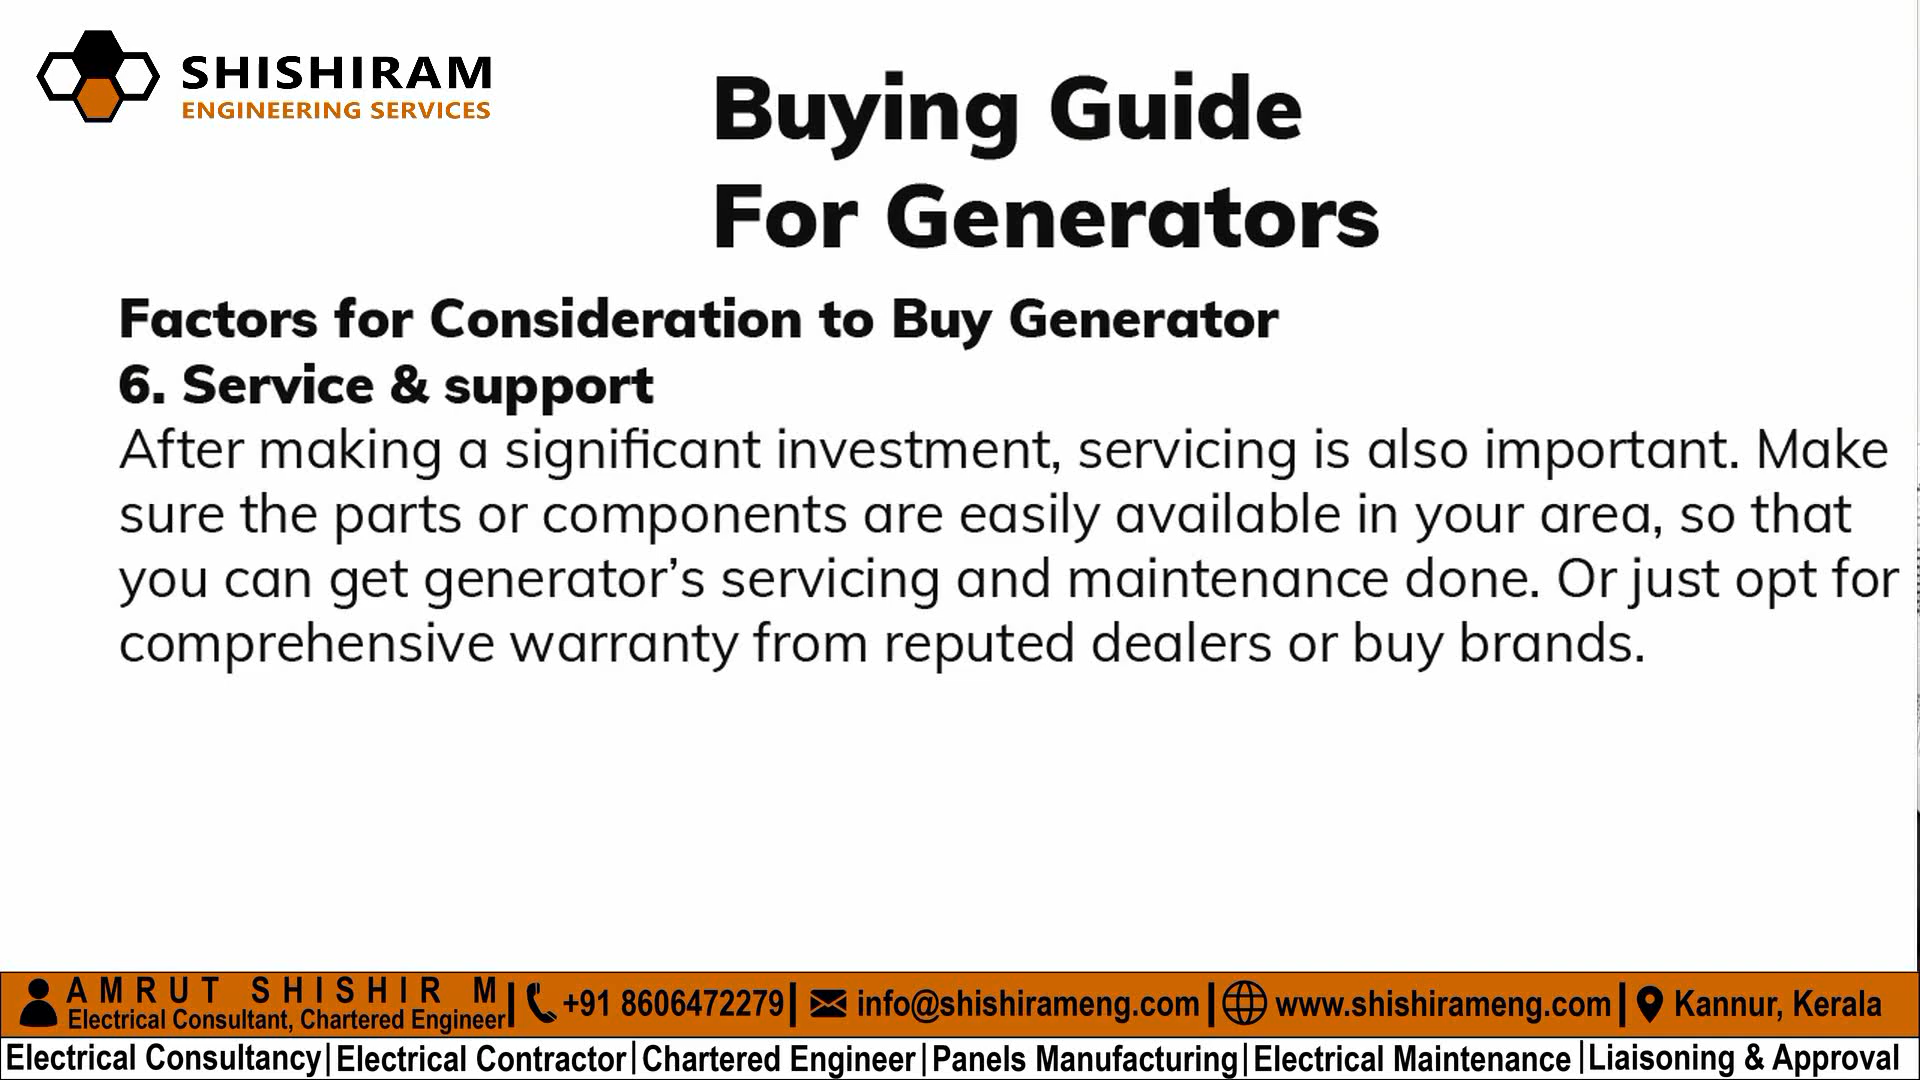 SHISHIRAM
ENGINEERING SERVICES
Buying Guide
For Generators
Factors for Consideration to Buy Generator
6. Service & support
After making a significant investment, servicing is also important. Make
sure the parts or components are easily available in your area, so that
you can get generator’s servicing and maintenance done. Or just opt for
comprehensive warranty from reputed dealers or buy brands.
AMRUT SHISHIR M
Electrical Consultant, Chartered Engineer
+91 8606472279
info@shishirameng.com
www.shishirameng.com
Kannur, Kerala
Electrical Consultancy|Electrical Contractor|Chartered Engineer|Panels Manufacturing|Electrical Maintenance|Liaisoning & Approval